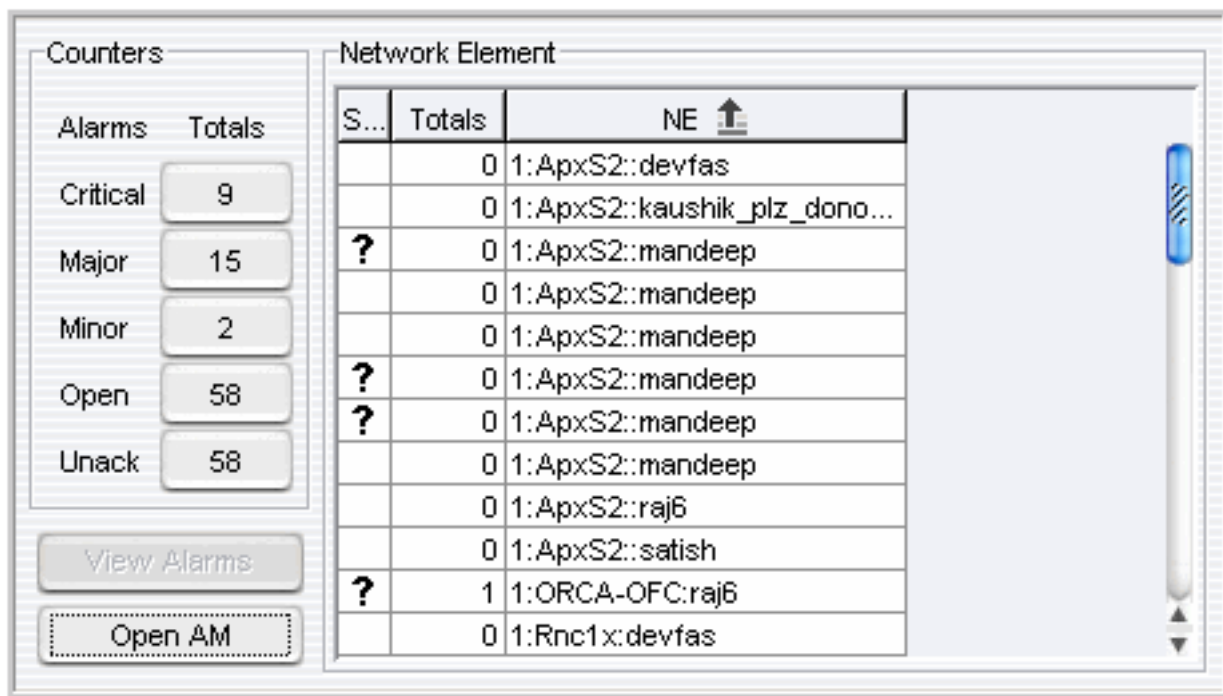 Counters
Alarms Totals
Critical 9
Major 15
Minor 2
Open 58
Unack 58
View Alarms
Open AM
Network Element
S... Totals NE
0 1:ApxS2::devfas
0 1:ApxS2::kaushik_plz_dono...
? 0 1:ApxS2::mandeep
0 1:ApxS2::mandeep
0 1:ApxS2::mandeep
? 0 1:ApxS2::mandeep
? 0 1:ApxS2::mandeep
0 1:ApxS2::mandeep
0 1:ApxS2::raj6
0 1:ApxS2::satish
? 1 1:ORCA-OFC:raj6
0 1:Rnc1x:devfas